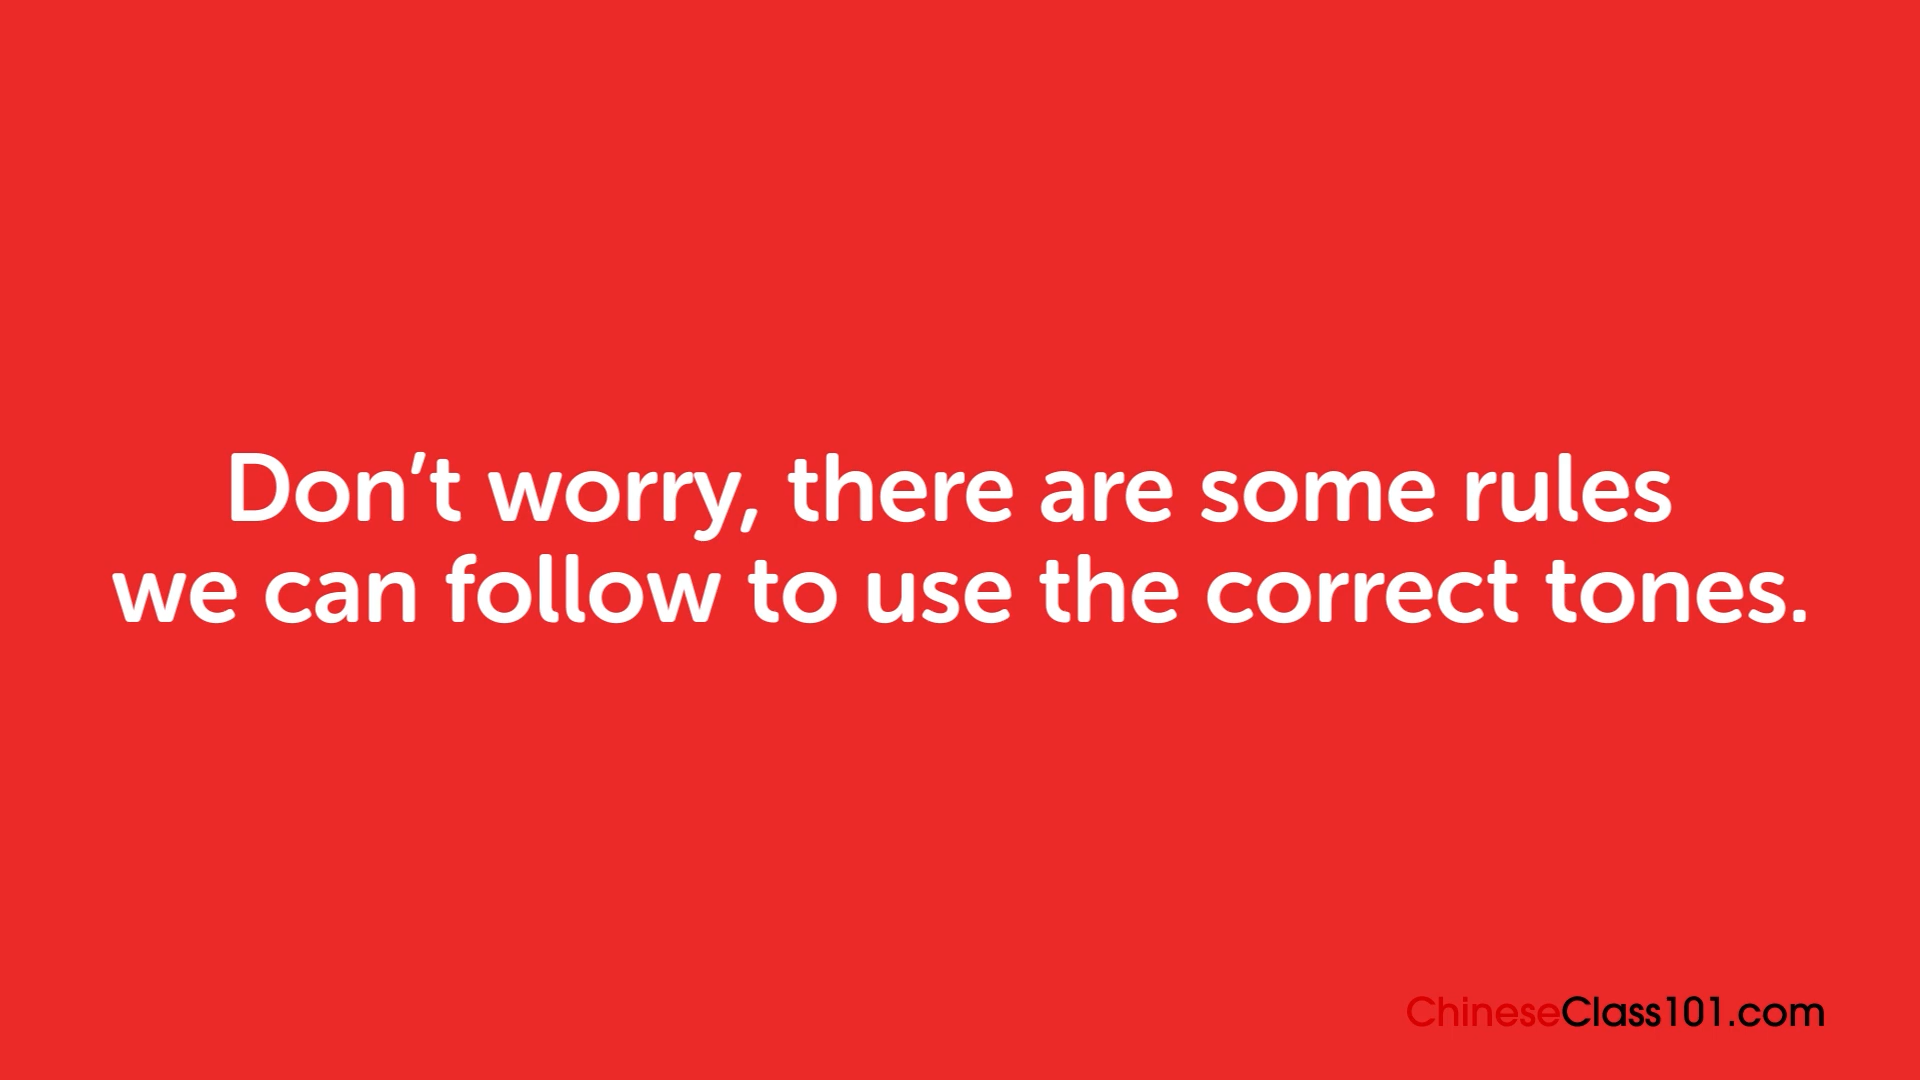 Don’t worry, there are some rules
we can follow to use the correct tones.
ChineseClass101.com